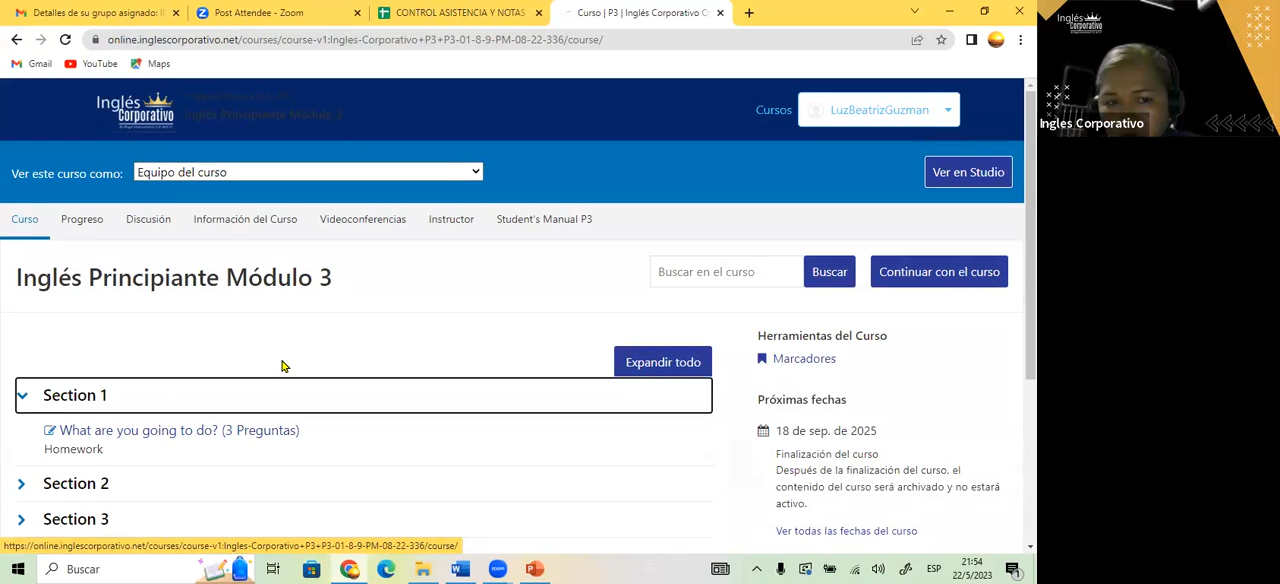 Detalles de su grupo asignado: I
Post Attendee - Zoom
CONTROL ASISTENCIA Y NOTAS
Curso | P3 | Inglés Corporativo O
online.inglescorporativo.net/courses/course-v1:Ingles-Corporativo+P3+P3-01-8-9-PM-08-22-336/course/
Gmail
YouTube
Maps
Inglés Corporativo
Inglés Principiante Módulo 3
Cursos
LuzBeatrizGuzman
Ver este curso como:
Equipo del curso
Ver en Studio
Curso
Progreso
Discusión
Información del Curso
Videoconferencias
Instructor
Student's Manual P3
Inglés Principiante Módulo 3
Buscar en el curso
Buscar
Continuar con el curso
Expandir todo
Section 1
What are you going to do? (3 Preguntas)
Homework
Section 2
Section 3
Herramientas del Curso
Marcadores
Próximas fechas
18 de sep. de 2025
Finalización del curso
Después de la finalización del curso, el
contenido del curso será archivado y no estará
activo.
Ver todas las fechas del curso
https://online.inglescorporativo.net/courses/course-v1:Ingles-Corporativo+P3+P3-01-8-9-PM-08-22-336/course/
Buscar
ESP
21:54
22/5/2023
1
Inglés
Corporativo
Ingles Corporativo